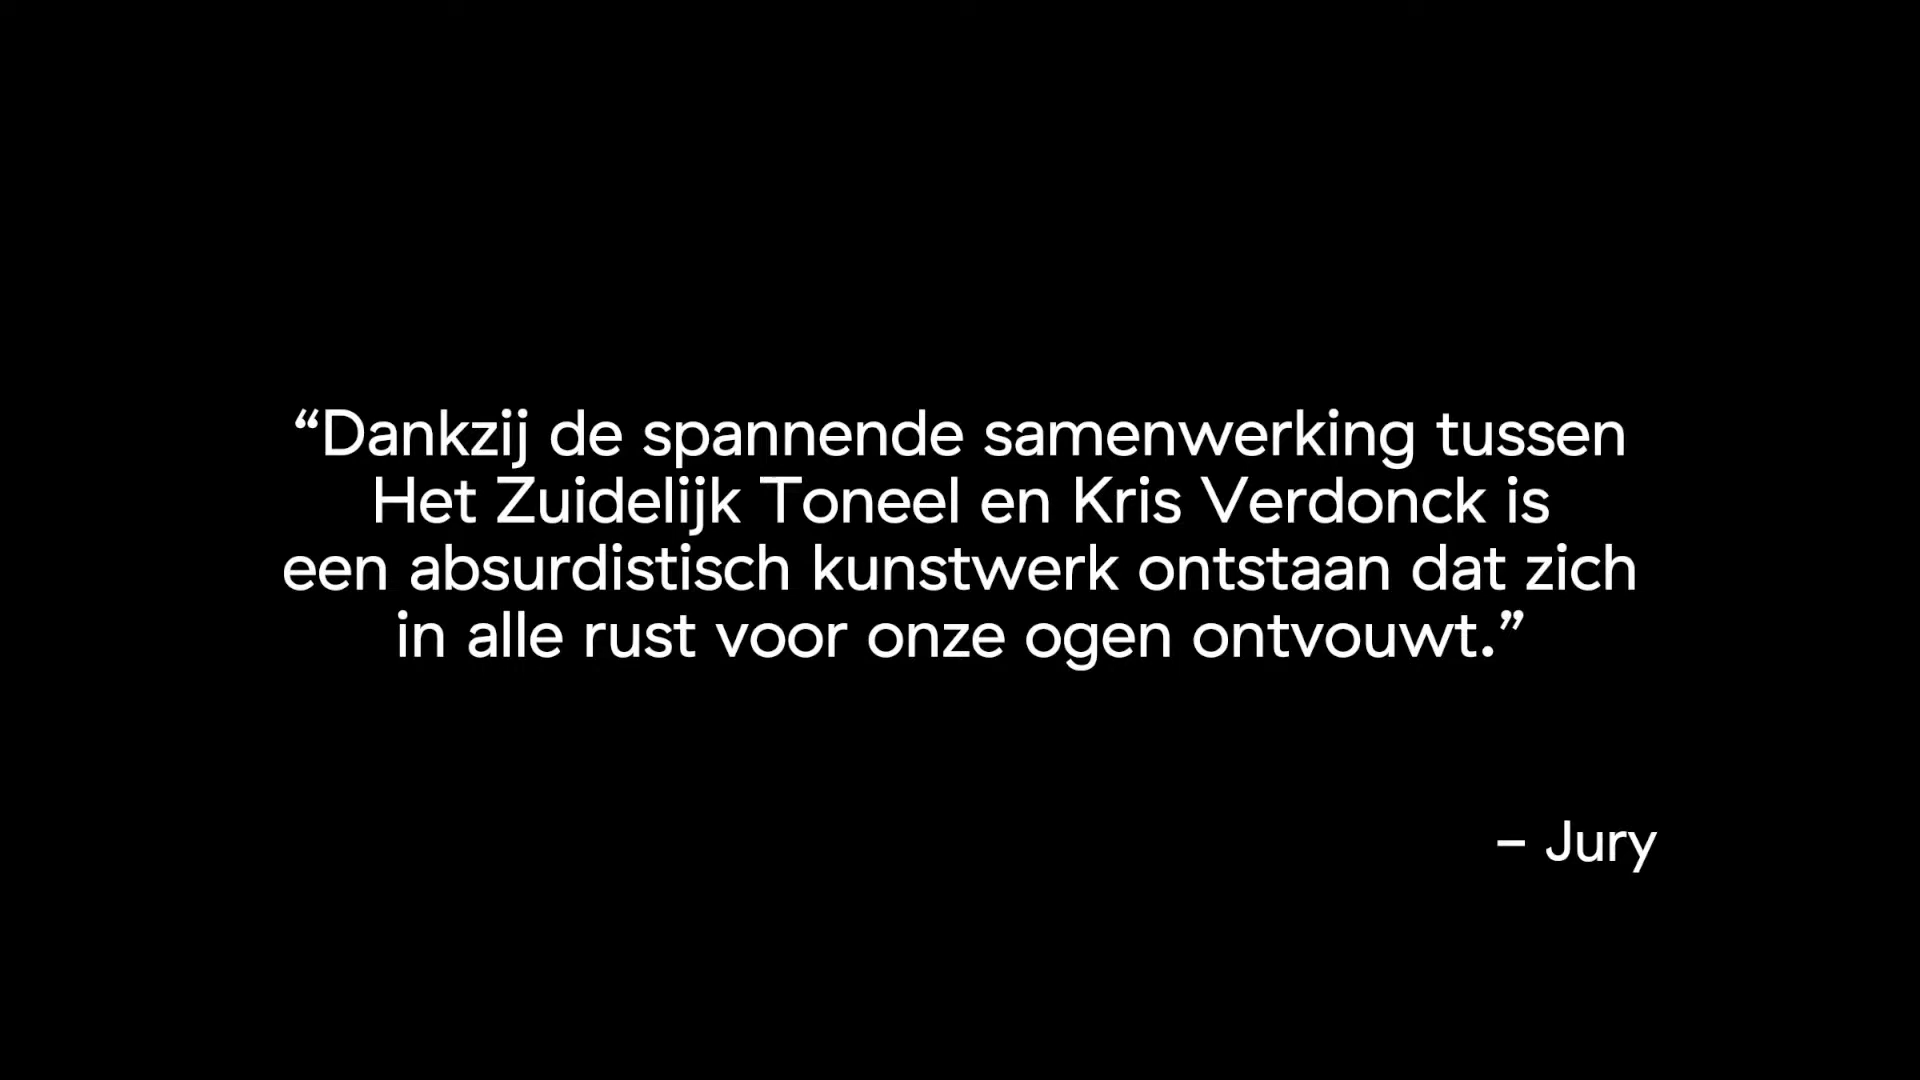 “Dankzij de spannende samenwerking tussen
Het Zuidelijk Toneel en Kris Verdonck is
een absurdistisch kunstwerk ontstaan dat zich
in alle rust voor onze ogen ontvouwt.”
– Jury